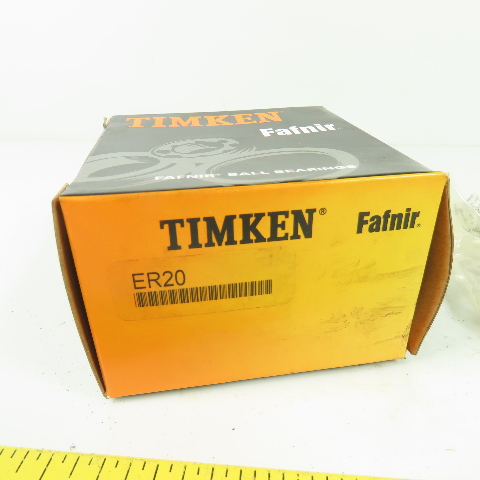 TIMKEN
Fafnir®
FAFNIR® BALL BEARINGS
TIMKEN® Fafnir®
ER20